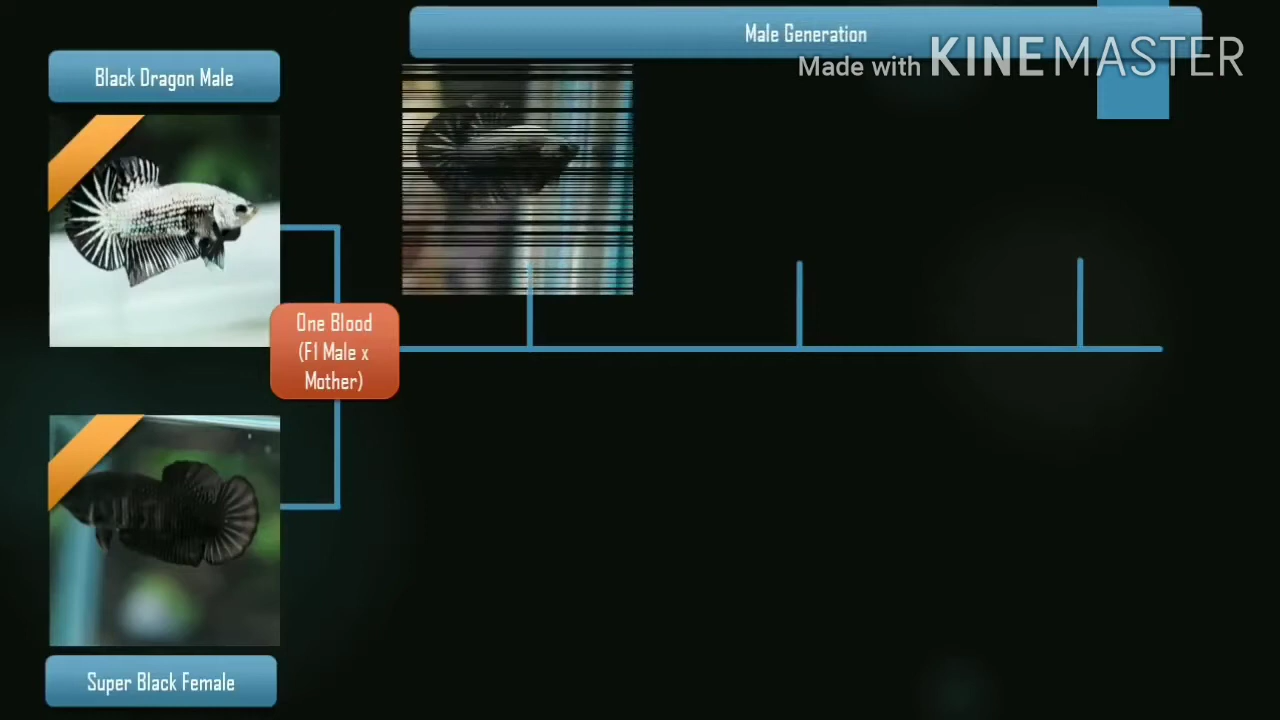 Male Generation
Made with KINEMASTER
Black Dragon Male
One Blood
(F1 Male x
Mother)
Super Black Female